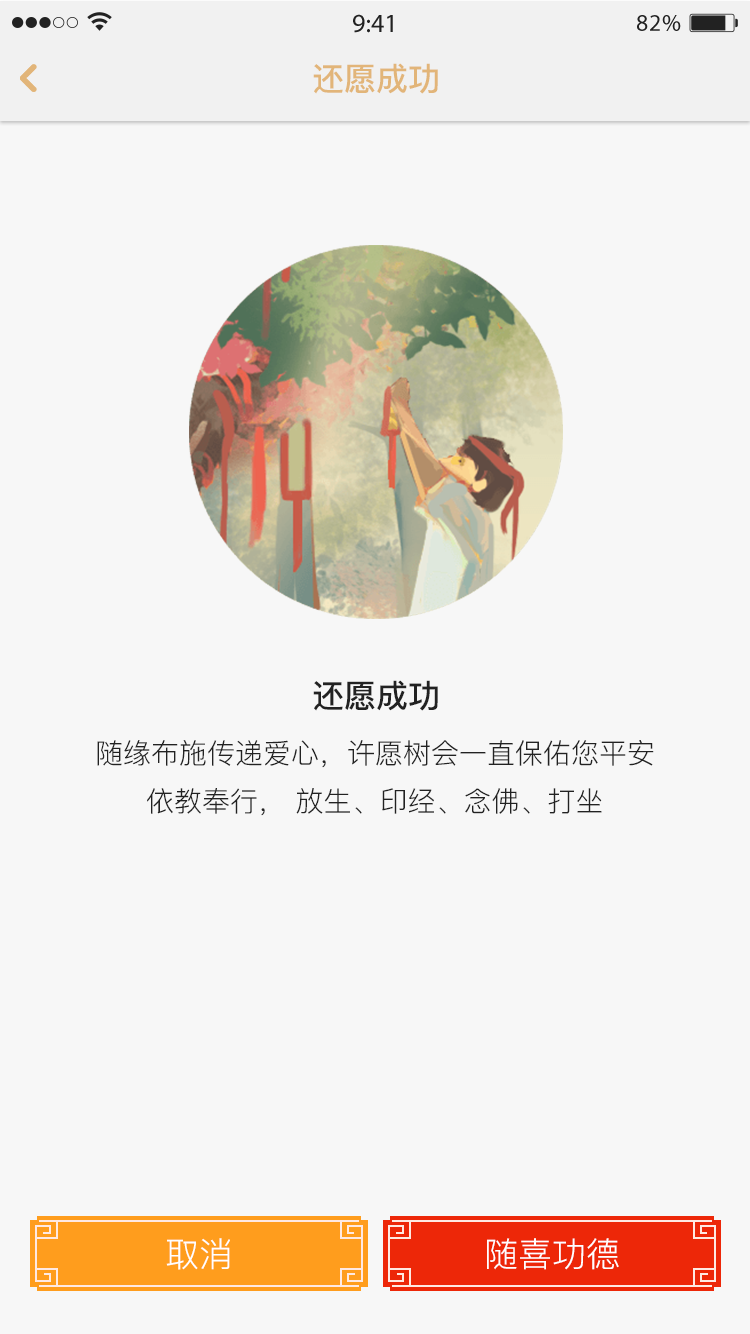 9:41
82%
还愿成功
还愿成功
随缘布施传递爱心，许愿树会一直保佑您平安
依教奉行， 放生、印经、念佛、打坐
取消
随喜功德